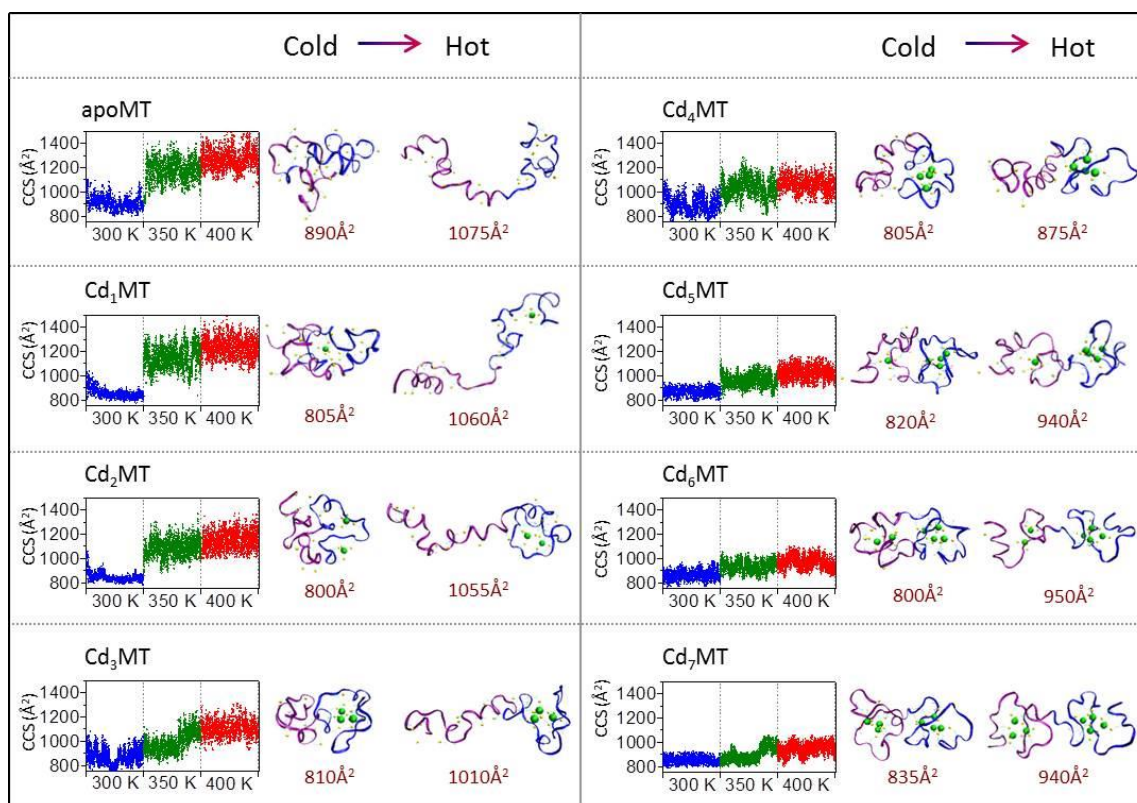 Cold Hot
Cold Hot
apoMT
CCS (Å²)
1400
1200
1000
800
300 K 350 K 400 K
890Å² 1075Å²
Cd₁MT
CCS (Å²)
1400
1200
1000
800
300 K 350 K 400 K
805Å² 1060Å²
Cd₂MT
CCS (Å²)
1400
1200
1000
800
300 K 350 K 400 K
800Å² 1055Å²
Cd₃MT
CCS (Å²)
1400
1200
1000
800
300 K 350 K 400 K
810Å² 1010Å²
Cd₄MT
CCS (Å²)
1400
1200
1000
800
300 K 350 K 400 K
805Å² 875Å²
Cd₅MT
CCS (Å²)
1400
1200
1000
800
300 K 350 K 400 K
820Å² 940Å²
Cd₆MT
CCS (Å²)
1400
1200
1000
800
300 K 350 K 400 K
800Å² 950Å²
Cd₇MT
CCS (Å²)
1400
1200
1000
800
300 K 350 K 400 K
835Å² 940Å²